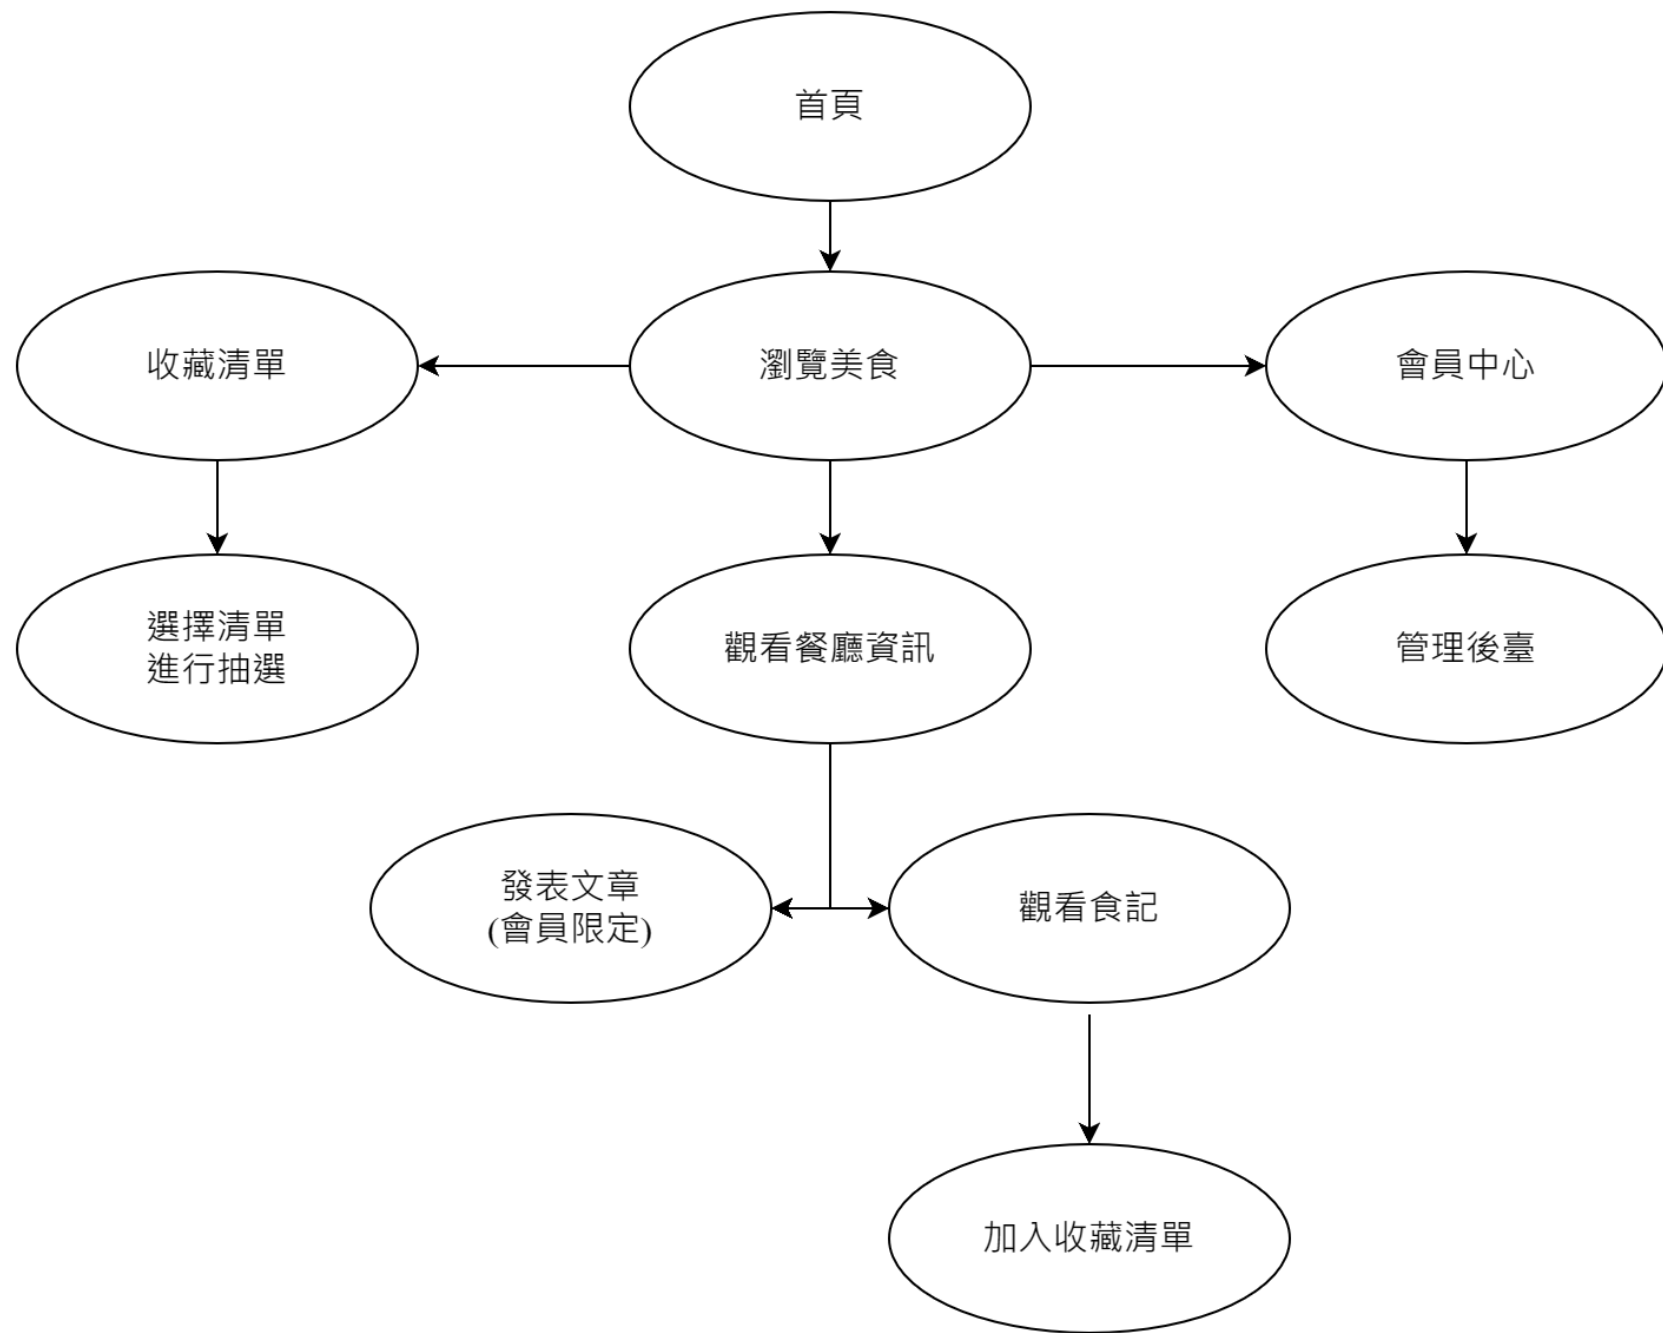 首頁
收藏清單
瀏覽美食
會員中心
選擇清單
進行抽選
觀看餐廳資訊
管理後臺
發表文章
(會員限定)
觀看食記
加入收藏清單